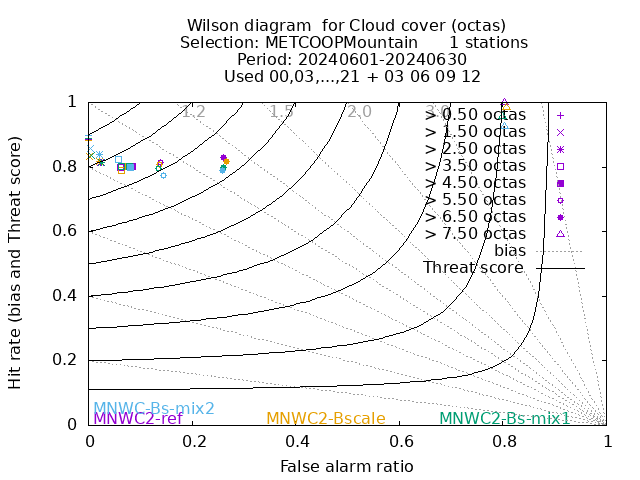 Wilson diagram for Cloud cover (octas)
Selection: METCOOPMountain 1 stations
Period: 20240601-20240630
Used 00,03,...,21 + 03 06 09 12
1.2 1.5 2.0 3.0
> 0.50 octas
> 1.50 octas
> 2.50 octas
> 3.50 octas
> 4.50 octas
> 5.50 octas
> 6.50 octas
> 7.50 octas
bias
Threat score
Hit rate (bias and Threat score)
1
0.8
0.6
0.4
0.2
0
MNWC-Bs-mix2
MNWC2-ref MNWC2-Bscale MNWC2-Bs-mix1
0 0.2 0.4 0.6 0.8 1
False alarm ratio